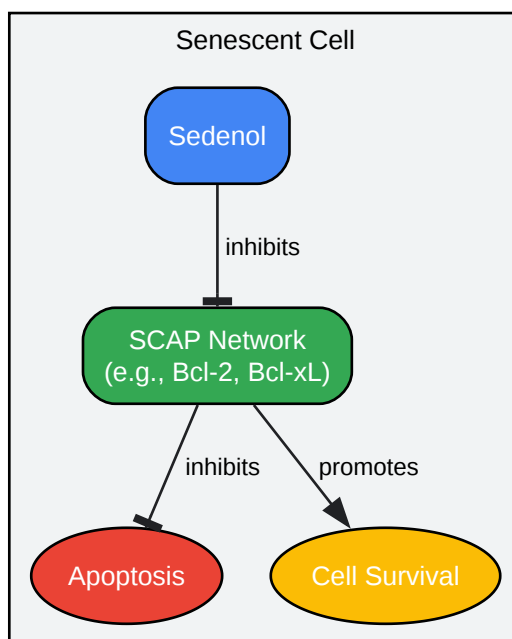 Senescent Cell
Sedenol
inhibits
SCAP Network
(e.g., Bcl-2, Bcl-xL)
inhibits
promotes
Apoptosis
Cell Survival